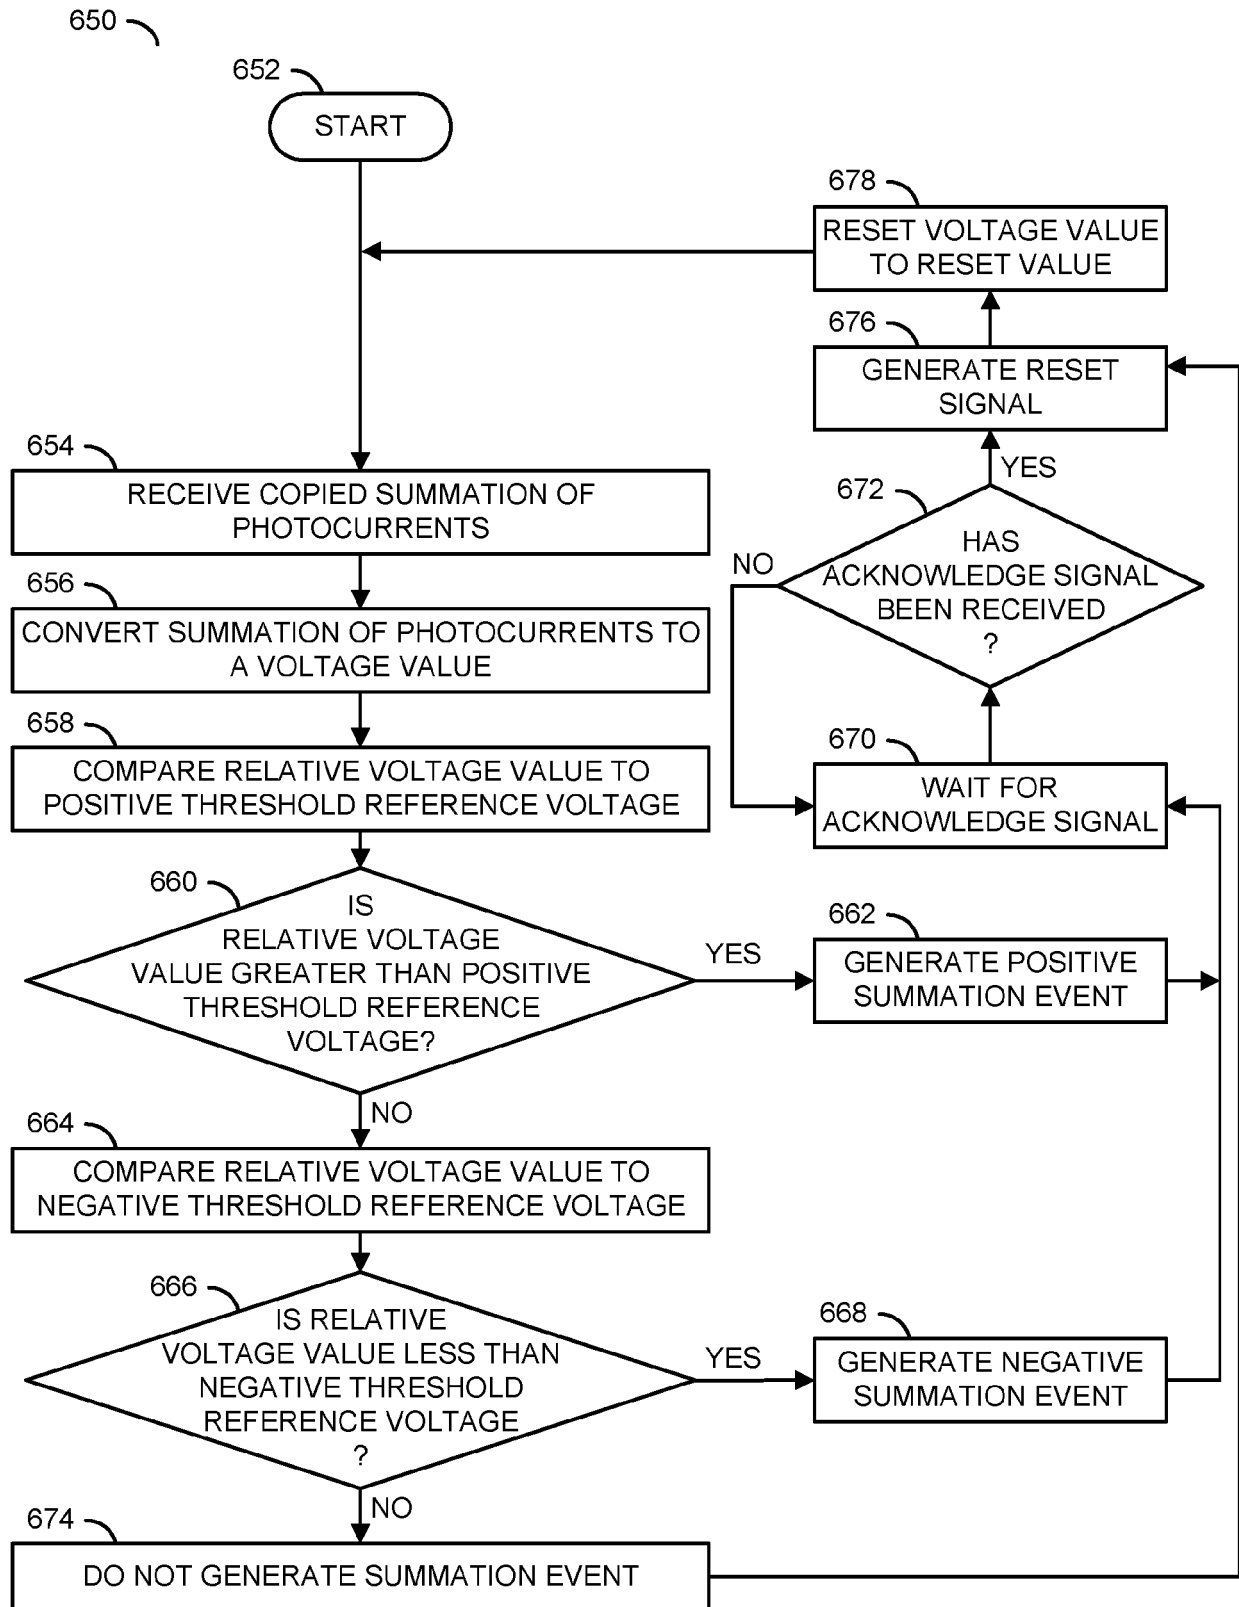 650
652
START
678
RESET VOLTAGE VALUE
TO RESET VALUE
676
GENERATE RESET
SIGNAL
654
RECEIVE COPIED SUMMATION OF
PHOTOCURRENTS
YES
672
HAS
ACKNOWLEDGE SIGNAL
BEEN RECEIVED
?
NO
656
CONVERT SUMMATION OF PHOTOCURRENTS TO
A VOLTAGE VALUE
658
COMPARE RELATIVE VOLTAGE VALUE TO
POSITIVE THRESHOLD REFERENCE VOLTAGE
670
WAIT FOR
ACKNOWLEDGE SIGNAL
660
IS
RELATIVE VOLTAGE
VALUE GREATER THAN POSITIVE
THRESHOLD REFERENCE
VOLTAGE?
YES
662
GENERATE POSITIVE
SUMMATION EVENT
NO
664
COMPARE RELATIVE VOLTAGE VALUE TO
NEGATIVE THRESHOLD REFERENCE VOLTAGE
666
IS RELATIVE
VOLTAGE VALUE LESS THAN
NEGATIVE THRESHOLD
REFERENCE VOLTAGE
?
YES
668
GENERATE NEGATIVE
SUMMATION EVENT
NO
674
DO NOT GENERATE SUMMATION EVENT